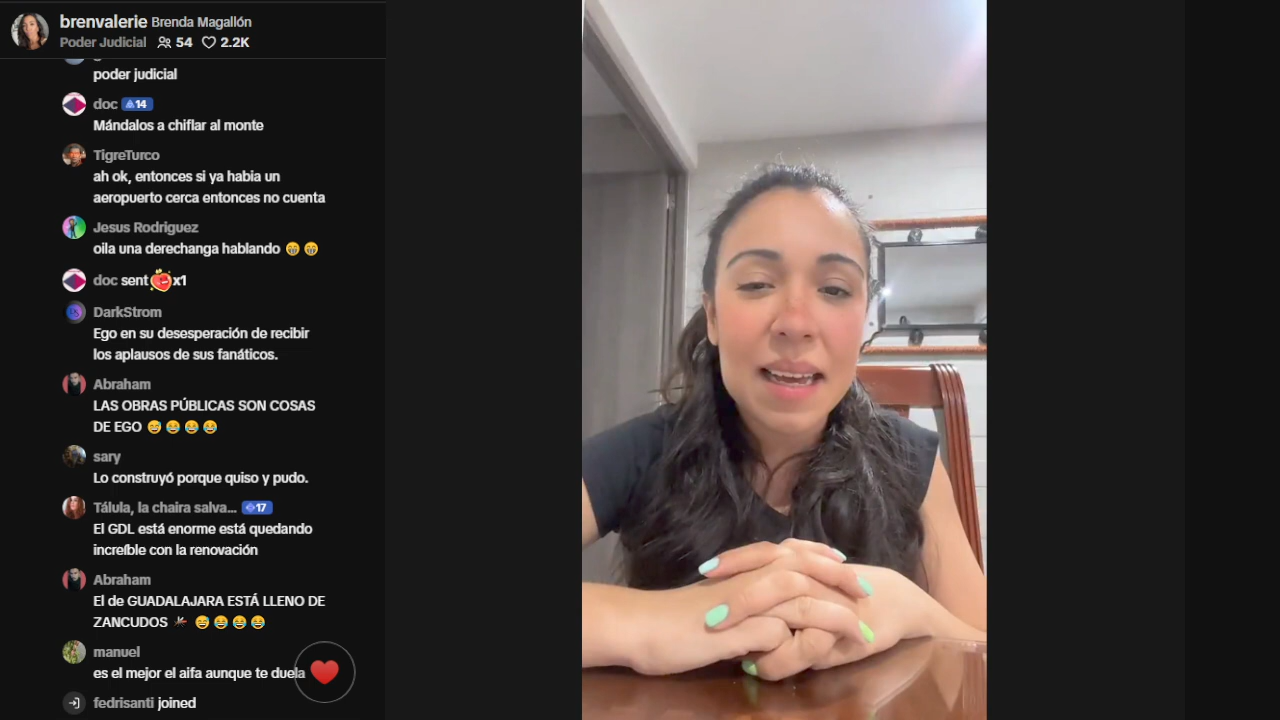 brenvalerie Brenda Magallón
Poder Judicial 54 2.2K
poder judicial
doc 14
Mándalos a chiflar al monte
TigreTurco
ah ok, entonces si ya habia un
aeropuerto cerca entonces no cuenta
Jesus Rodriguez
oila una derechanga hablando 😁 😁
doc sent x1
DarkStrom
Ego en su desesperación de recibir
los aplausos de sus fanáticos.
Abraham
LAS OBRAS PÚBLICAS SON COSAS
DE EGO 😅 😂 😂 😂
sary
Lo construyó porque quiso y pudo.
Tálula, la chaira salva... 17
El GDL está enorme está quedando
increíble con la renovación
Abraham
El de GUADALAJARA ESTÁ LLENO DE
ZANCUDOS 🦟 😅 😂 😂 😂
manuel
es el mejor el aifa aunque te duela
fedrisanti joined